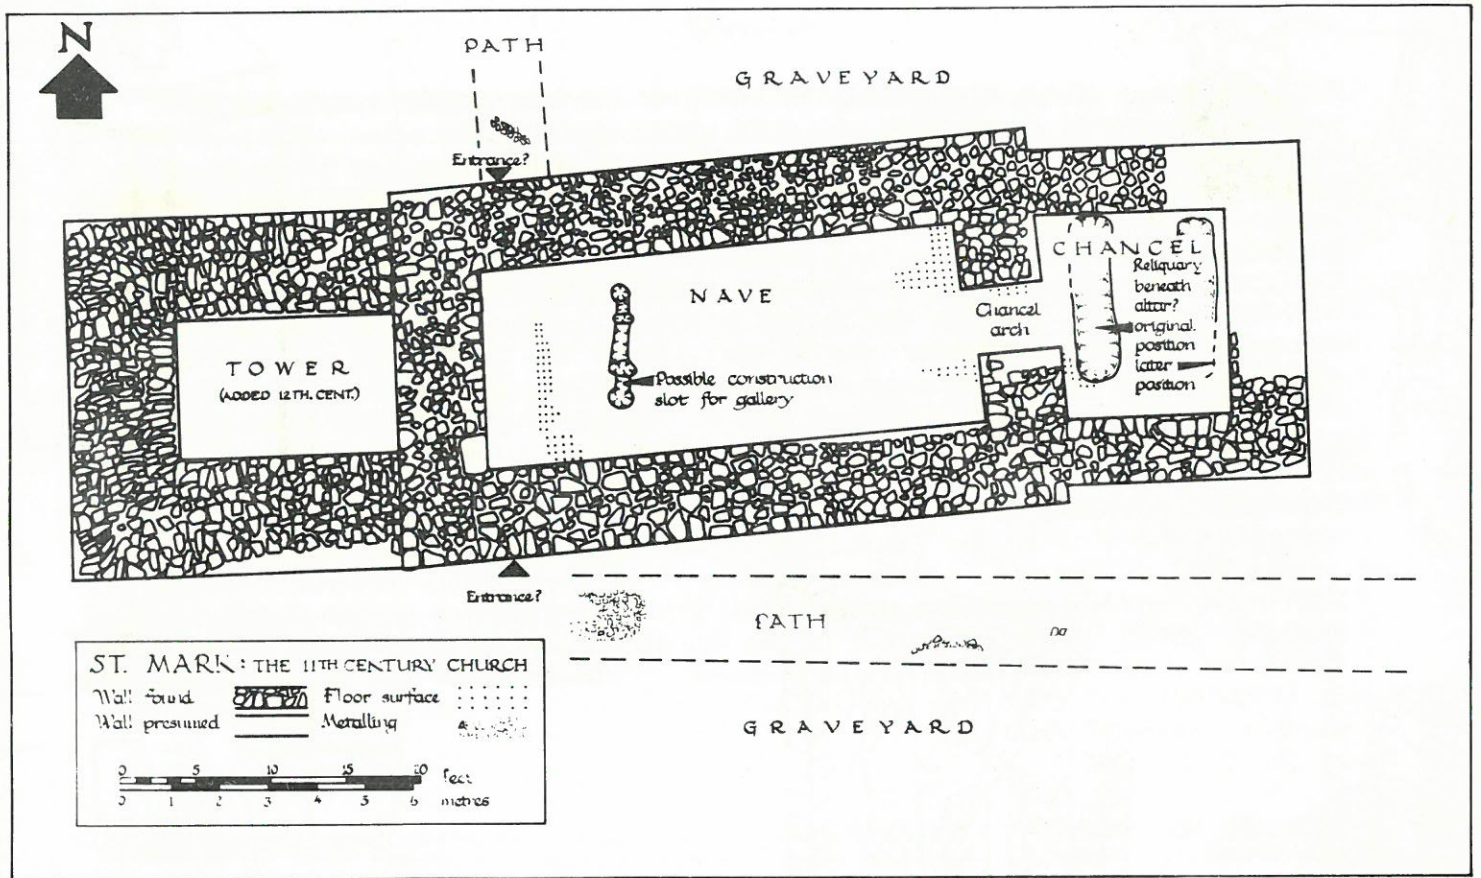 N
PATH
GRAVEYARD
Entrance?
CHANCEL
Reliquary
beneath
altar?
original
position
later
position
NAVE
Chancel
arch
TOWER
(ADDED 12TH. CENT.)
Possible construction
slot for gallery
Entrance?
PATH
GRAVEYARD
ST. MARK: THE 11TH CENTURY CHURCH
Wall found
Floor surface
Wall presumed
Metalling
0 5 10 15 20 feet
0 1 2 3 4 5 6 metres